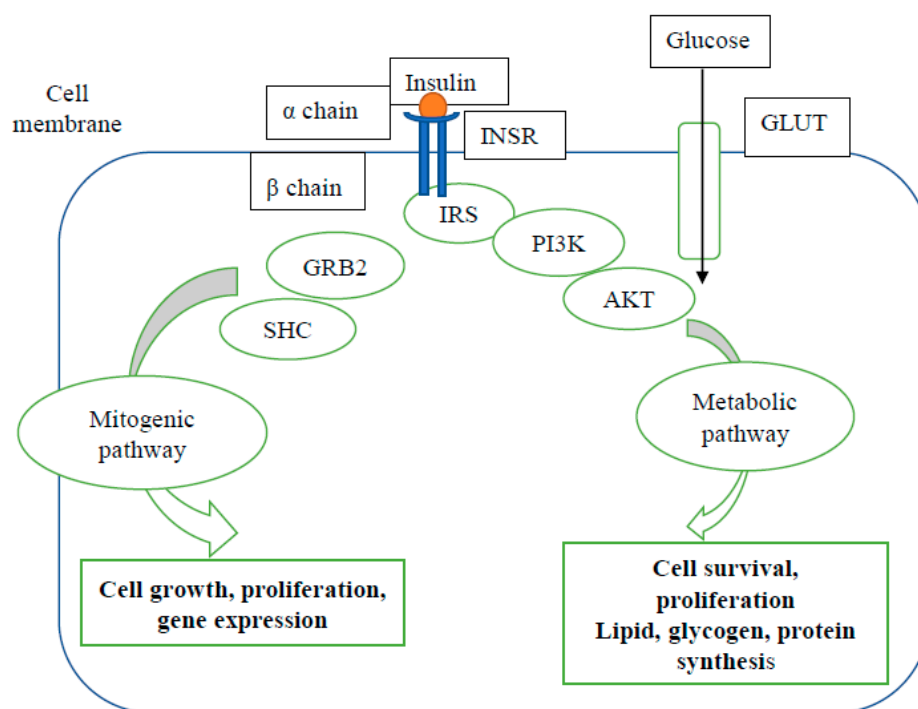 Glucose
Insulin
Cell
membrane
α chain
INSR
GLUT
β chain
IRS
PI3K
GRB2
AKT
SHC
Mitogenic
pathway
Metabolic
pathway
Cell growth, proliferation,
gene expression
Cell survival,
proliferation
Lipid, glycogen, protein
synthesis